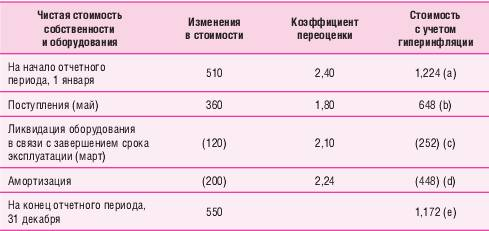 Чистая стоимость
собственности
и оборудования
Изменения
в стоимости
Коэффициент
переоценки
Стоимость
с учетом
гиперинфляции
На начало отчетного
периода, 1 января
510
2,40
1,224 (a)
Поступления (май)
360
1,80
648 (b)
Ликвидация оборудования
в связи с завершением срока
эксплуатации (март)
(120)
2,10
(252) (c)
Амортизация
(200)
2,24
(448) (d)
На конец отчетного периода,
31 декабря
550
1,172 (e)